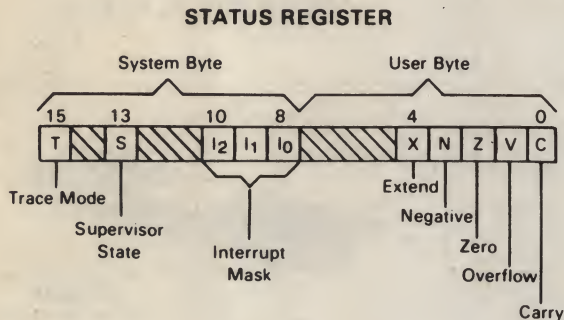 STATUS REGISTER
System Byte User Byte
15 13 10 8 4 0
T S I2 I1 I0 X N Z V C
Trace Mode
Supervisor
State
Interrupt
Mask
Extend
Negative
Zero
Overflow
Carry